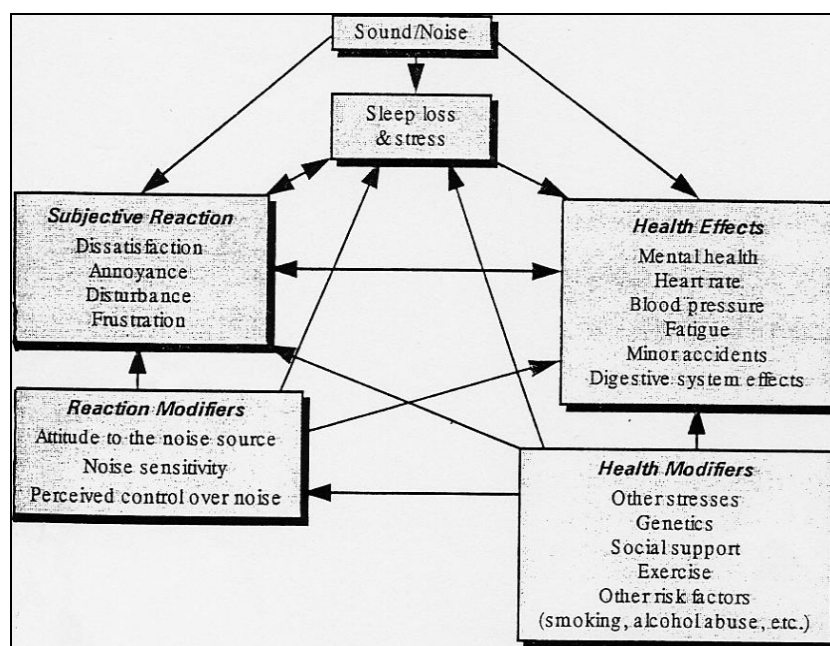 Sound/Noise
Sleep loss
& stress
Subjective Reaction
Dissatisfaction
Annoyance
Disturbance
Frustration
Health Effects
Mental health
Heart rate
Blood pressure
Fatigue
Minor accidents
Digestive system effects
Reaction Modifiers
Attitude to the noise source
Noise sensitivity
Perceived control over noise
Health Modifiers
Other stresses
Genetics
Social support
Exercise
Other risk factors
(smoking, alcohol abuse, etc.)